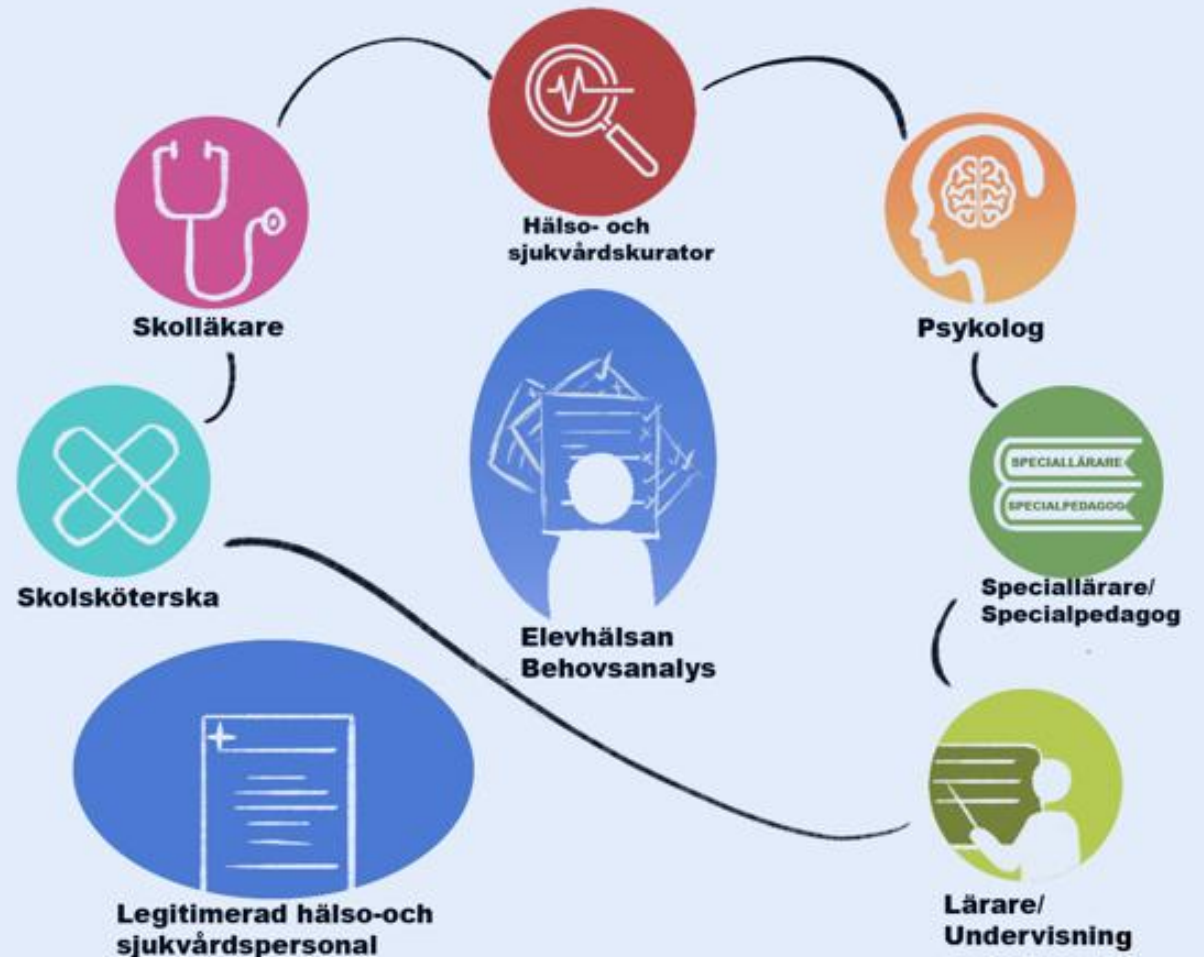 Hälso- och
sjukvårdskurator
Skolläkare
Psykolog
SPECIALLÄRARE
SPECIALPEDAGOG
Skolsköterska
Speciallärare/
Specialpedagog
Elevhälsan
Behovsanalys
Legitimerad hälso-och
sjukvårdspersonal
Lärare/
Undervisning